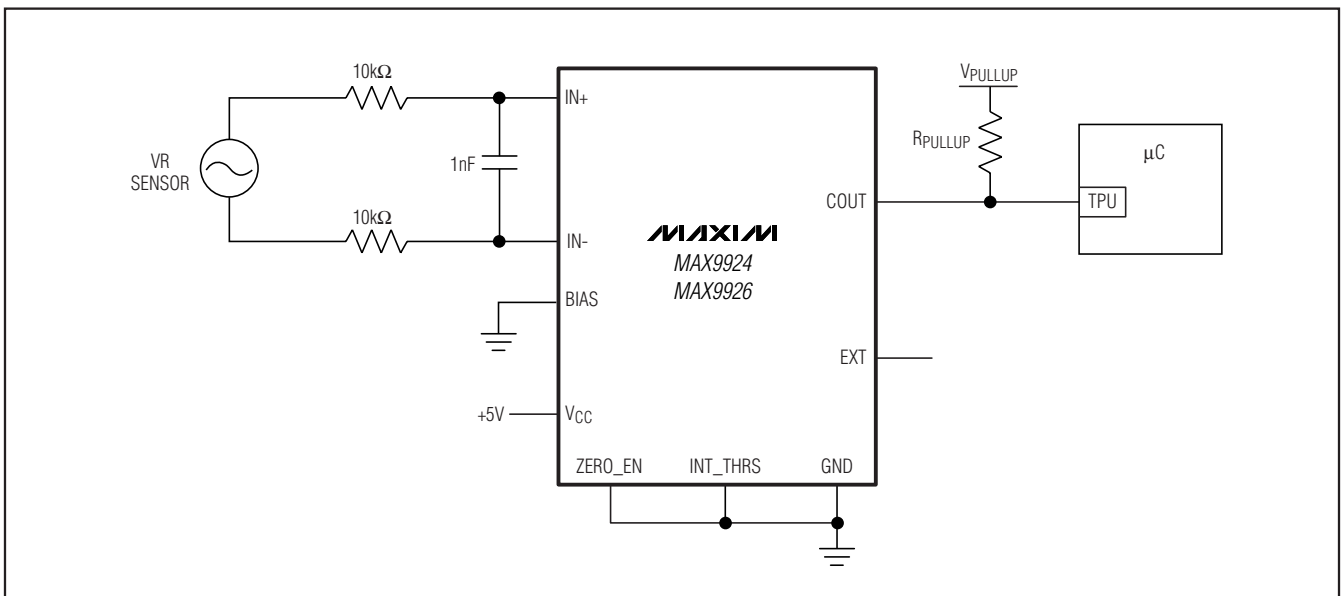 10kΩ
IN+
VPULLUP
RPULLUP
μC
VR
SENSOR
1nF
TPU
COUT
10kΩ
IN-
MAXIM
MAX9924
MAX9926
BIAS
EXT
+5V
VCC
ZERO_EN
INT_THRS
GND